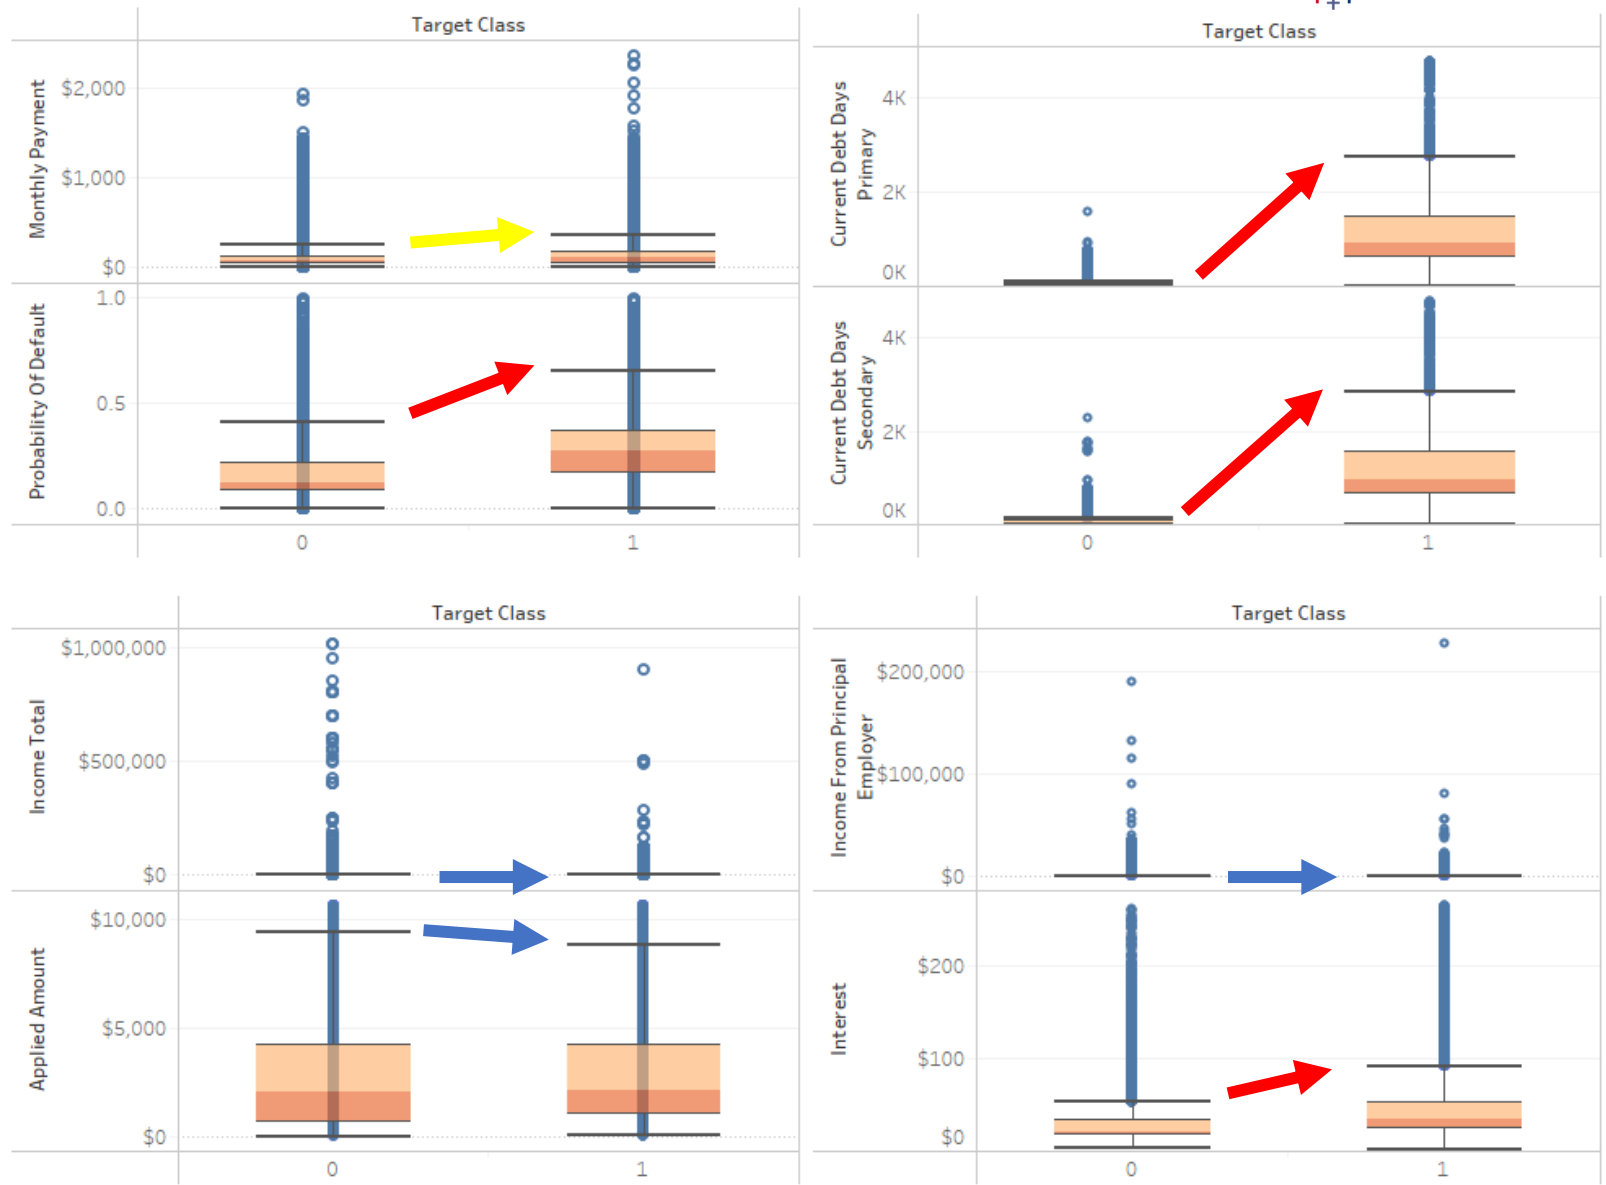 Target Class
Monthly Payment
$2,000
$1,000
$0
Probability Of Default
1.0
0.5
0.0
0
1
Target Class
Current Debt Days
Primary
4K
2K
0K
Current Debt Days
Secondary
4K
2K
0K
0
1
Target Class
Income Total
$1,000,000
$500,000
$0
Applied Amount
$10,000
$5,000
$0
0
1
Target Class
Income From Principal
Employer
$200,000
$100,000
$0
Interest
$200
$100
$0
0
1